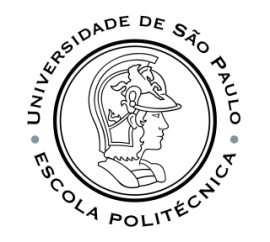 UNIVERSIDADE DE SÃO PAULO
ESCOLA POLITÉCNICA